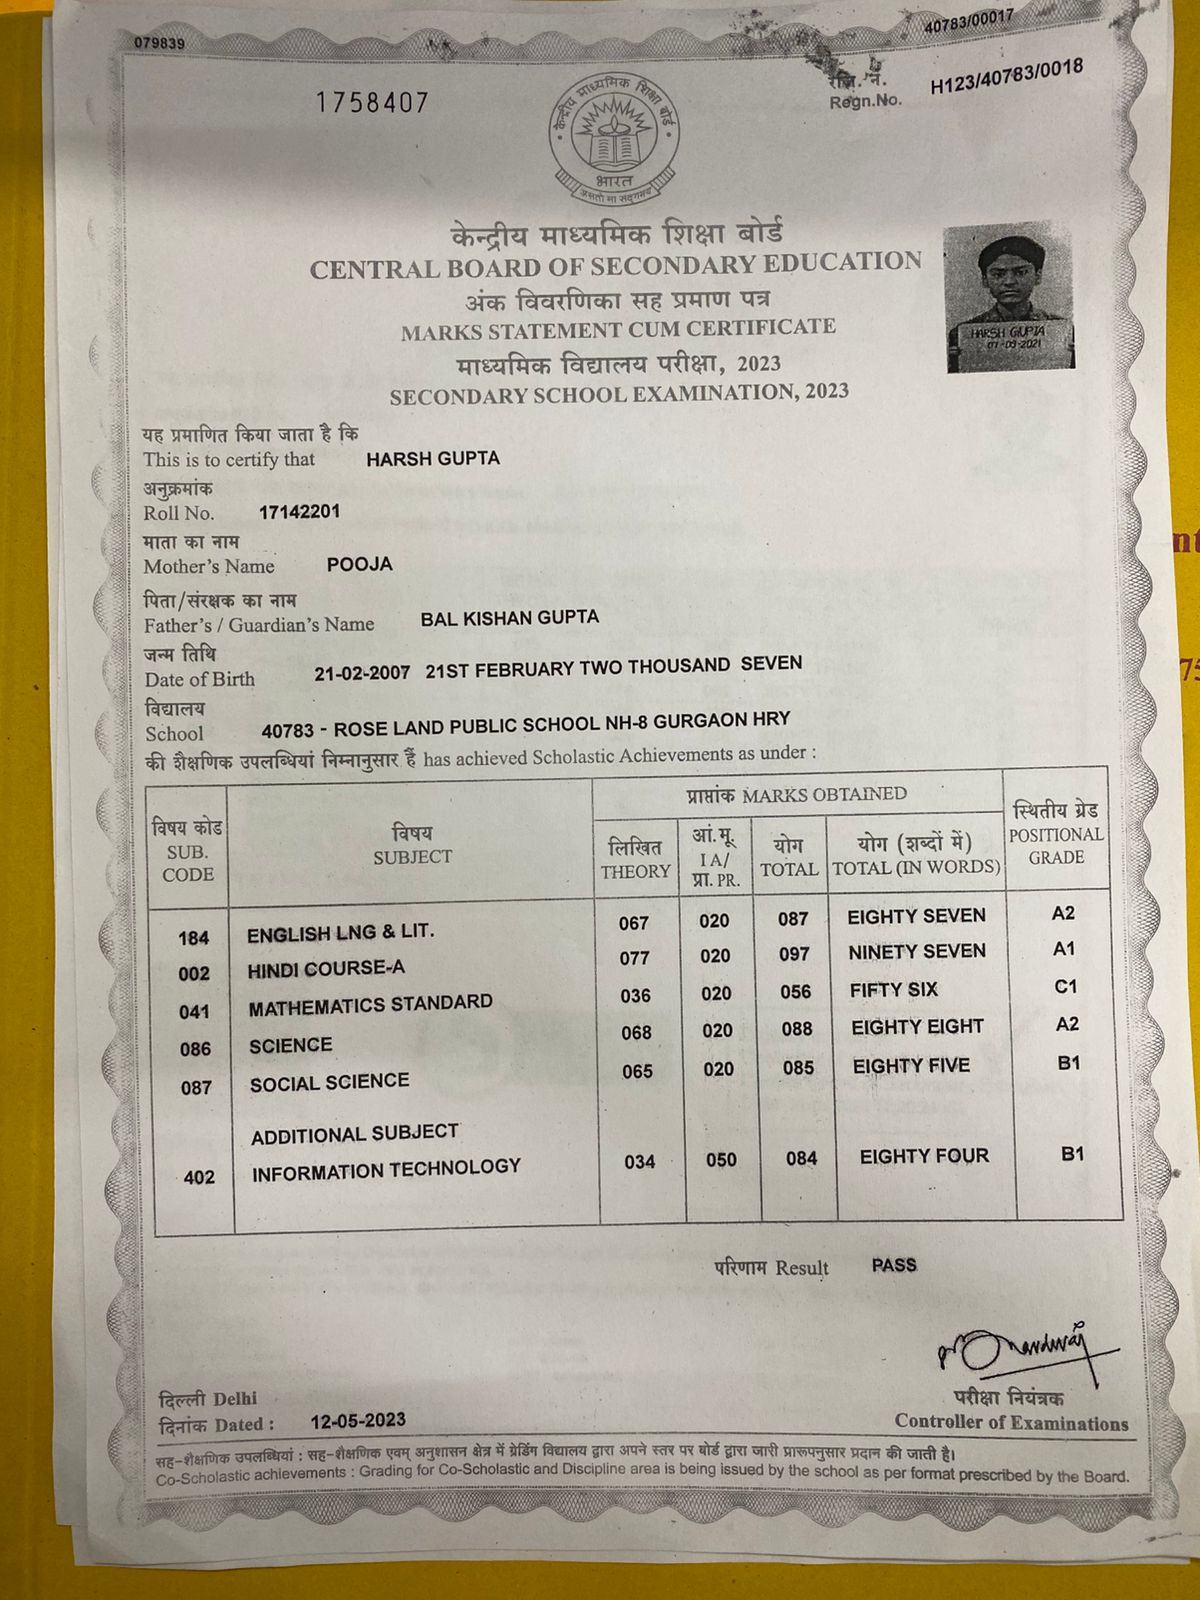 079839
40783/00017
1758407
रजि. नं.
Regn.No. H123/40783/0018
केन्द्रीय माध्यमिक शिक्षा बोर्ड
भारत
असतो मा सद्गमय
केन्द्रीय माध्यमिक शिक्षा बोर्ड
CENTRAL BOARD OF SECONDARY EDUCATION
अंक विवरणिका सह प्रमाण पत्र
MARKS STATEMENT CUM CERTIFICATE
माध्यमिक विद्यालय परीक्षा, 2023
SECONDARY SCHOOL EXAMINATION, 2023
HARSH GUPTA
07-09-2021
यह प्रमाणित किया जाता है कि
This is to certify that HARSH GUPTA
अनुक्रमांक
Roll No. 17142201
माता का नाम
Mother's Name POOJA
पिता/संरक्षक का नाम
Father's / Guardian's Name BAL KISHAN GUPTA
जन्म तिथि
Date of Birth 21-02-2007 21ST FEBRUARY TWO THOUSAND SEVEN
विद्यालय
School 40783 - ROSE LAND PUBLIC SCHOOL NH-8 GURGAON HRY
की शैक्षणिक उपलब्धियां निम्नानुसार हैं has achieved Scholastic Achievements as under :
विषय कोड
SUB.
CODE
विषय
SUBJECT
प्राप्तांक MARKS OBTAINED
लिखित
THEORY
आं.मू.
I A/
प्रा. PR.
योग
TOTAL
योग (शब्दों में)
TOTAL (IN WORDS)
स्थितीय ग्रेड
POSITIONAL
GRADE
184 ENGLISH LNG & LIT. 067 020 087 EIGHTY SEVEN A2
002 HINDI COURSE-A 077 020 097 NINETY SEVEN A1
041 MATHEMATICS STANDARD 036 020 056 FIFTY SIX C1
086 SCIENCE 068 020 088 EIGHTY EIGHT A2
087 SOCIAL SCIENCE 065 020 085 EIGHTY FIVE B1
ADDITIONAL SUBJECT
402 INFORMATION TECHNOLOGY 034 050 084 EIGHTY FOUR B1
परिणाम Result PASS
दिल्ली Delhi
दिनांक Dated : 12-05-2023
परीक्षा नियंत्रक
Controller of Examinations
सह-शैक्षणिक उपलब्धियां : सह-शैक्षणिक एवम् अनुशासन क्षेत्र में ग्रेडिंग विद्यालय द्वारा अपने स्तर पर बोर्ड द्वारा जारी प्रारूपनुसार प्रदान की जाती है।
Co-Scholastic achievements : Grading for Co-Scholastic and Discipline area is being issued by the school as per format prescribed by the Board.
nt
75